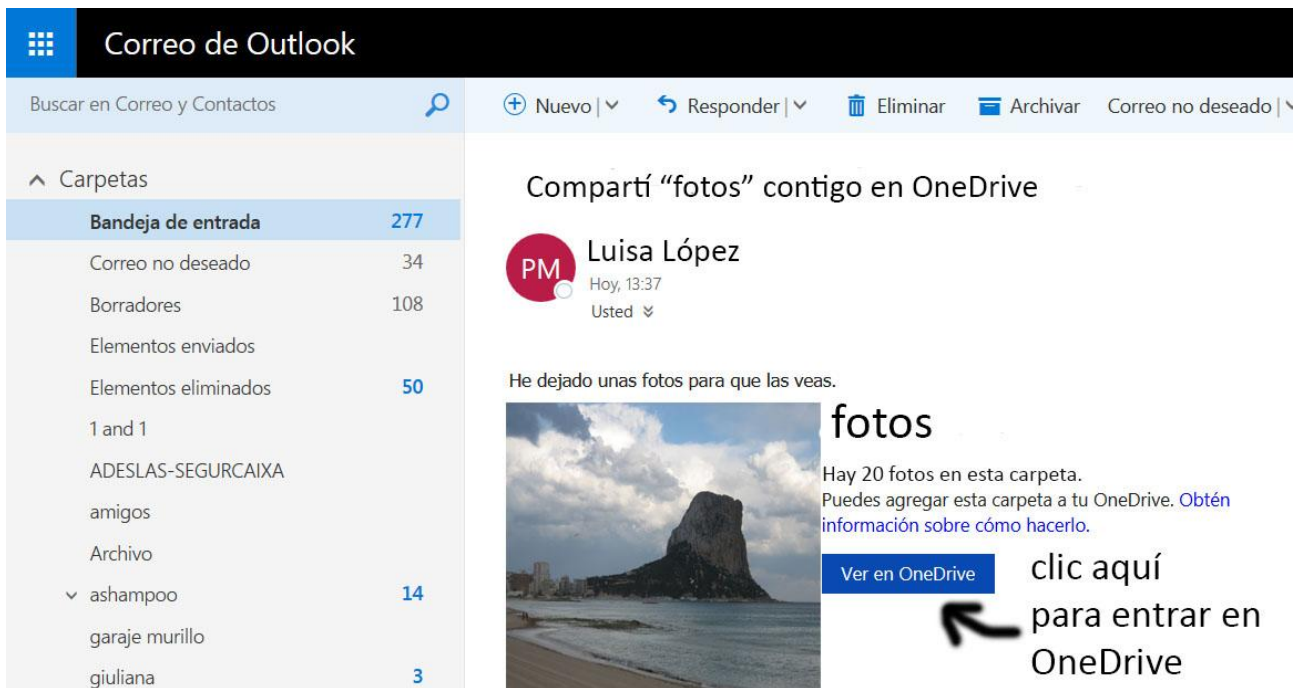 Correo de Outlook
Buscar en Correo y Contactos
Nuevo
Responder
Eliminar
Archivar
Correo no deseado
Carpetas
Bandeja de entrada 277
Correo no deseado 34
Borradores 108
Elementos enviados
Elementos eliminados 50
1 and 1
ADESLAS-SEGURCAIXA
amigos
Archivo
ashampoo 14
garaje murillo
giuliana 3
Compartí “fotos” contigo en OneDrive
PM
Luisa López
Hoy, 13:37
Usted
He dejado unas fotos para que las veas.
fotos
Hay 20 fotos en esta carpeta.
Puedes agregar esta carpeta a tu OneDrive. Obtén
información sobre cómo hacerlo.
Ver en OneDrive
clic aquí
para entrar en
OneDrive